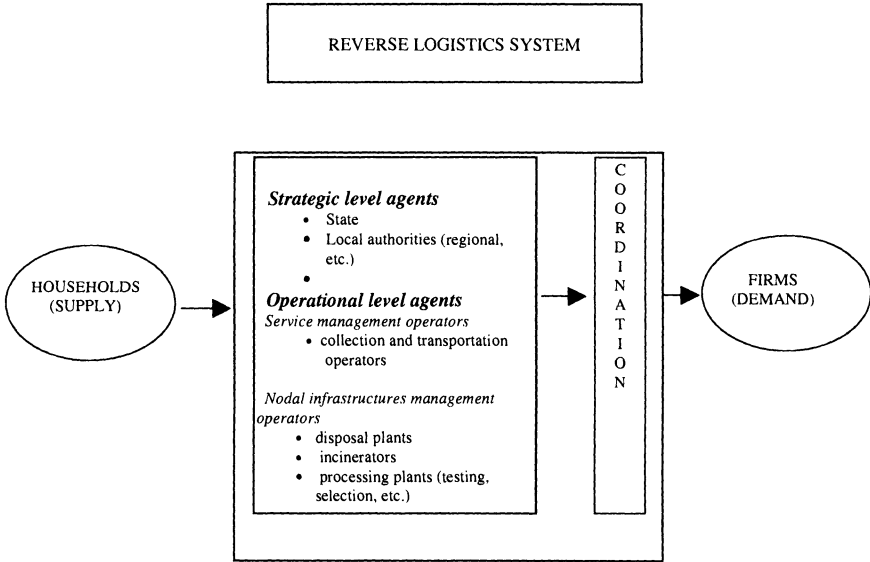 REVERSE LOGISTICS SYSTEM
HOUSEHOLDS
(SUPPLY)
Strategic level agents
• State
• Local authorities (regional,
etc.)
•
Operational level agents
Service management operators
• collection and transportation
operators
Nodal infrastructures management
operators
• disposal plants
• incinerators
• processing plants (testing,
selection, etc.)
C
O
O
R
D
I
N
A
T
I
O
N
FIRMS
(DEMAND)